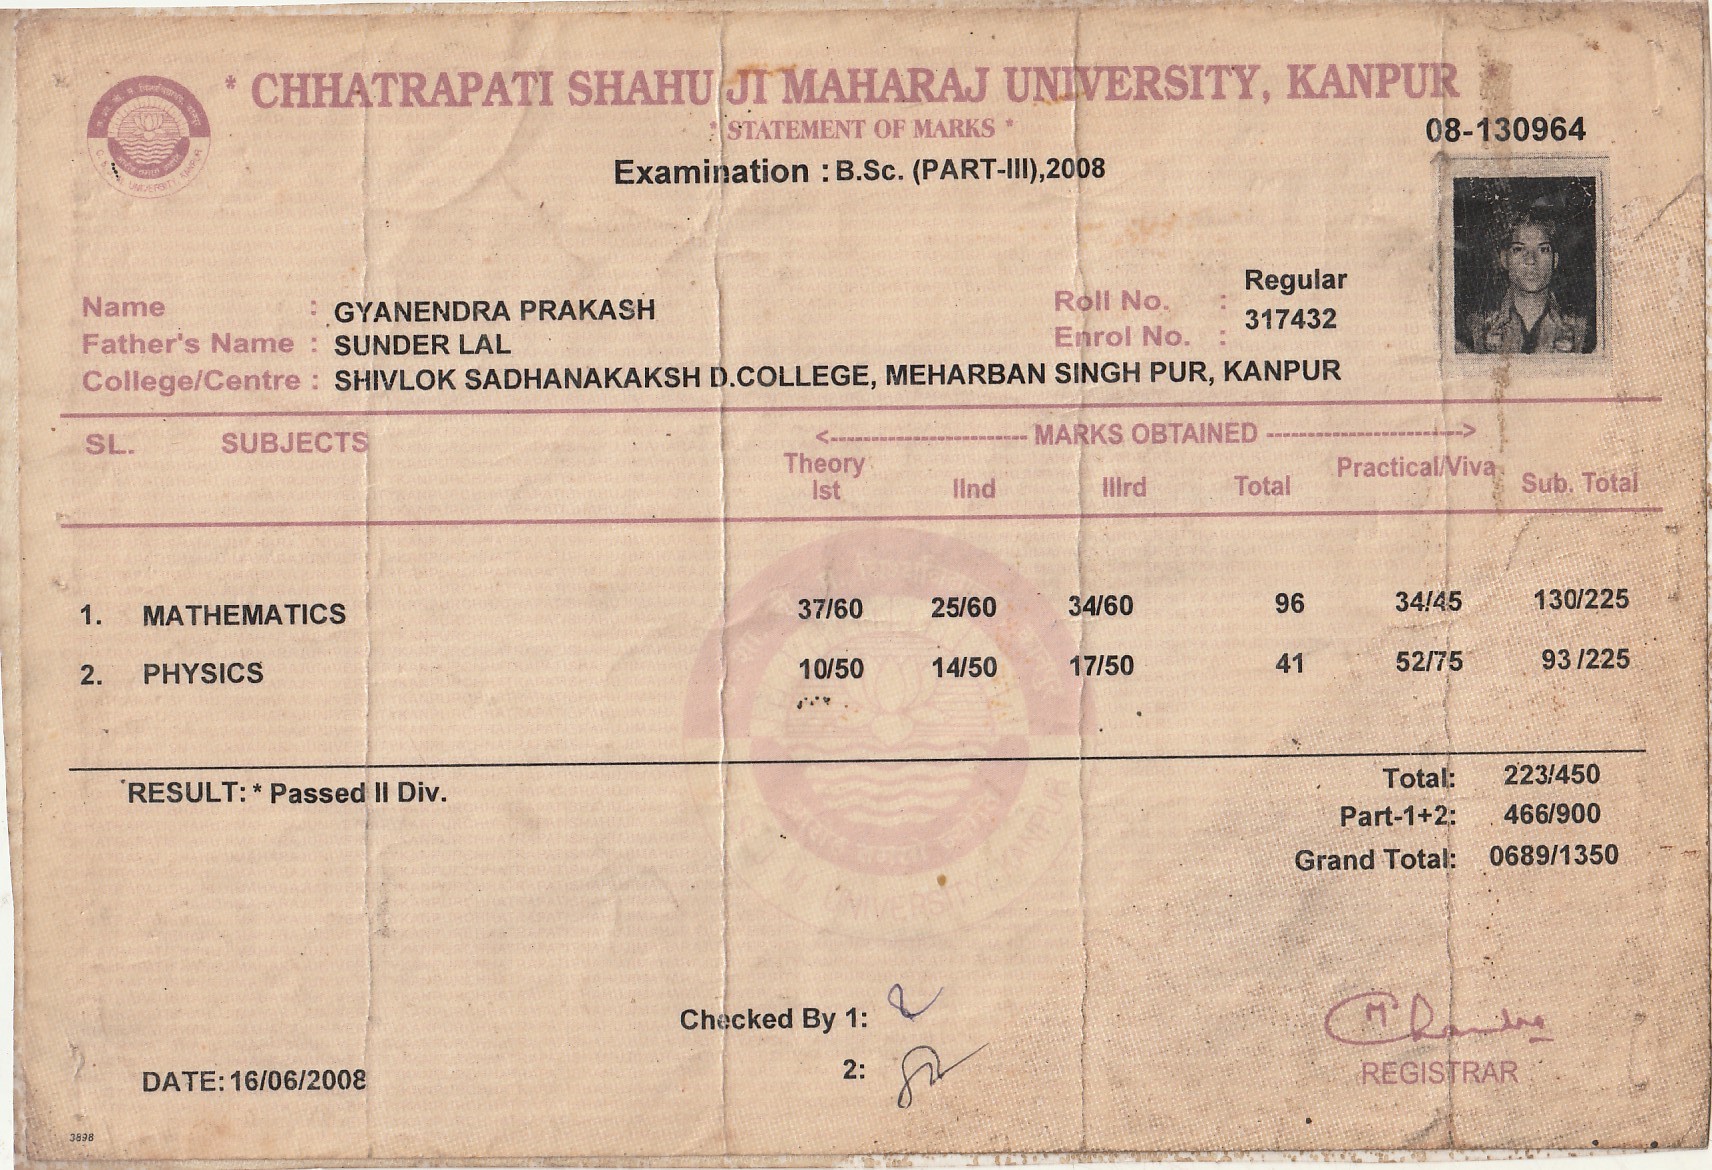 * CHHATRAPATI SHAHU JI MAHARAJ UNIVERSITY, KANPUR
* STATEMENT OF MARKS *
08-130964
Examination : B.Sc. (PART-III),2008
Regular
Name : GYANENDRA PRAKASH
Roll No. : 317432
Father's Name : SUNDER LAL
Enrol No. :
College/Centre : SHIVLOK SADHANAKAKSH D.COLLEGE, MEHARBAN SINGH PUR, KANPUR
SL. SUBJECTS <------------------------- MARKS OBTAINED ------------------------->
Theory Ist IInd IIIrd Total Practical/Viva Sub. Total
1. MATHEMATICS 37/60 25/60 34/60 96 34/45 130/225
2. PHYSICS 10/50 14/50 17/50 41 52/75 93/225
RESULT: * Passed II Div.
Total: 223/450
Part-1+2: 466/900
Grand Total: 0689/1350
UNIVERSITY
Checked By 1:
2:
REGISTRAR
DATE: 16/06/2008
3898